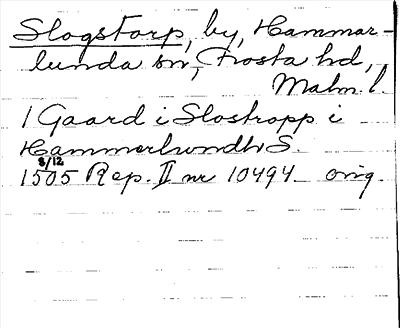 Slogstorp, by, Hammar-
lunda sn, Frosta hd,
Malm. l.
1 Gaard i Slostropp i
Hammerlwndh S.
8/12
1505 Rep. II nr 10494 orig.